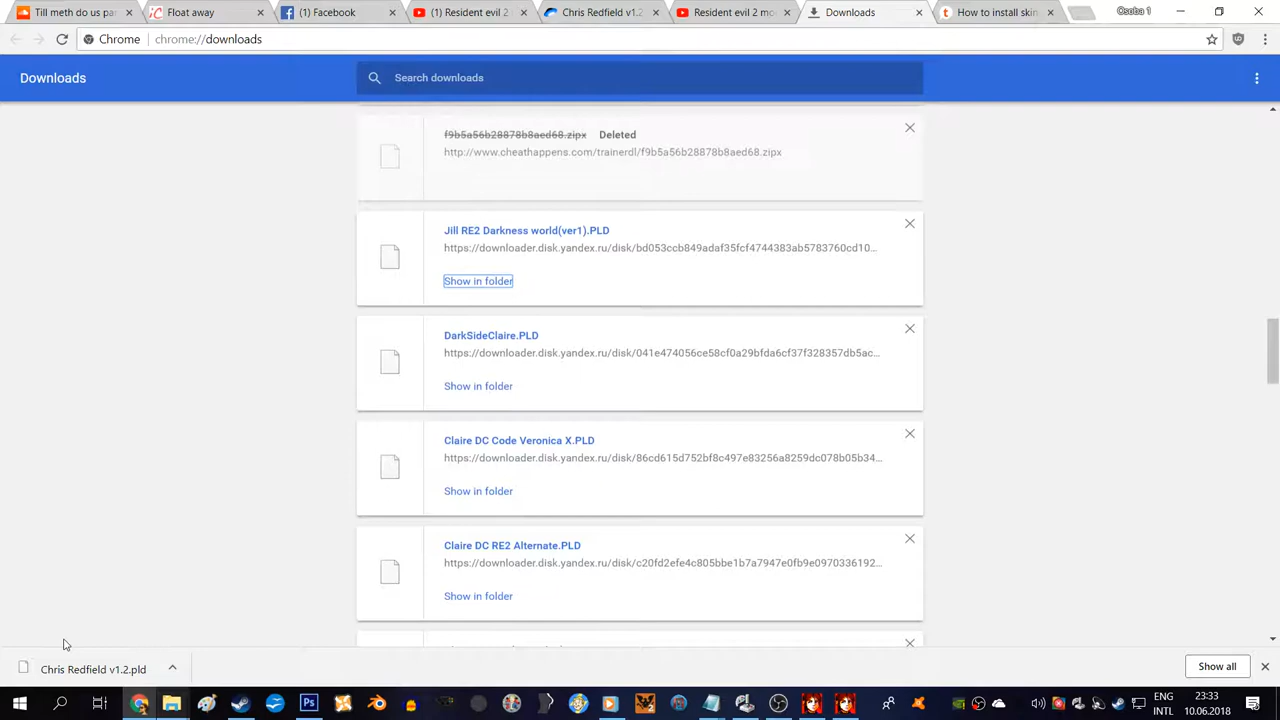 Till meth do us par
Float away
(1) Facebook
(1) Resident evil 2
Chris Redfield v1.2
Resident evil 2 mo
Downloads
How to install skin
Osoba 1
Chrome chrome://downloads
Downloads
Search downloads
f9b5a56b28878b8aed68.zipx Deleted
http://www.cheathappens.com/trainerdl/f9b5a56b28878b8aed68.zipx
Jill RE2 Darkness world(ver1).PLD
https://downloader.disk.yandex.ru/disk/bd053ccb849adaf35fcf4744383ab5783760cd10...
Show in folder
DarkSideClaire.PLD
https://downloader.disk.yandex.ru/disk/041e474056ce58cf0a29bfda6cf37f328357db5ac...
Show in folder
Claire DC Code Veronica X.PLD
https://downloader.disk.yandex.ru/disk/86cd615d752bf8c497e83256a8259dc078b05b34...
Show in folder
Claire DC RE2 Alternate.PLD
https://downloader.disk.yandex.ru/disk/c20fd2efe4c805bbe1b7a7947e0fb9e0970336192...
Show in folder
Chris Redfield v1.2.pld
Show all
ENG
INTL
23:33
10.06.2018